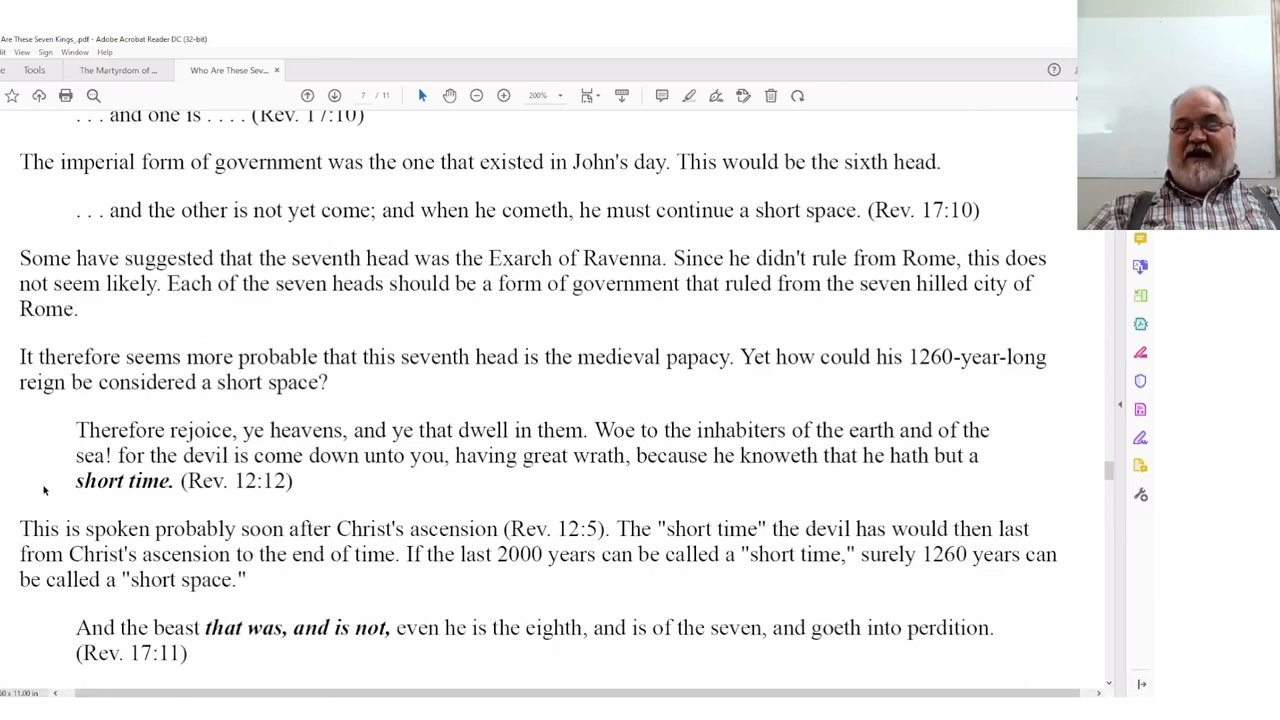 Are These Seven Kings_.pdf - Adobe Acrobat Reader DC (32-bit)
dit View Sign Window Help
e Tools The Martyrdom of ... Who Are These Sev... ×
7 / 11 200%
. . . and one is . . . . (Rev. 17:10)
The imperial form of government was the one that existed in John's day. This would be the sixth head.
. . . and the other is not yet come; and when he cometh, he must continue a short space. (Rev. 17:10)
Some have suggested that the seventh head was the Exarch of Ravenna. Since he didn't rule from Rome, this does
not seem likely. Each of the seven heads should be a form of government that ruled from the seven hilled city of
Rome.
It therefore seems more probable that this seventh head is the medieval papacy. Yet how could his 1260-year-long
reign be considered a short space?
Therefore rejoice, ye heavens, and ye that dwell in them. Woe to the inhabiters of the earth and of the
sea! for the devil is come down unto you, having great wrath, because he knoweth that he hath but a
short time. (Rev. 12:12)
This is spoken probably soon after Christ's ascension (Rev. 12:5). The "short time" the devil has would then last
from Christ's ascension to the end of time. If the last 2000 years can be called a "short time," surely 1260 years can
be called a "short space."
And the beast that was, and is not, even he is the eighth, and is of the seven, and goeth into perdition.
(Rev. 17:11)
50 x 11.00 in